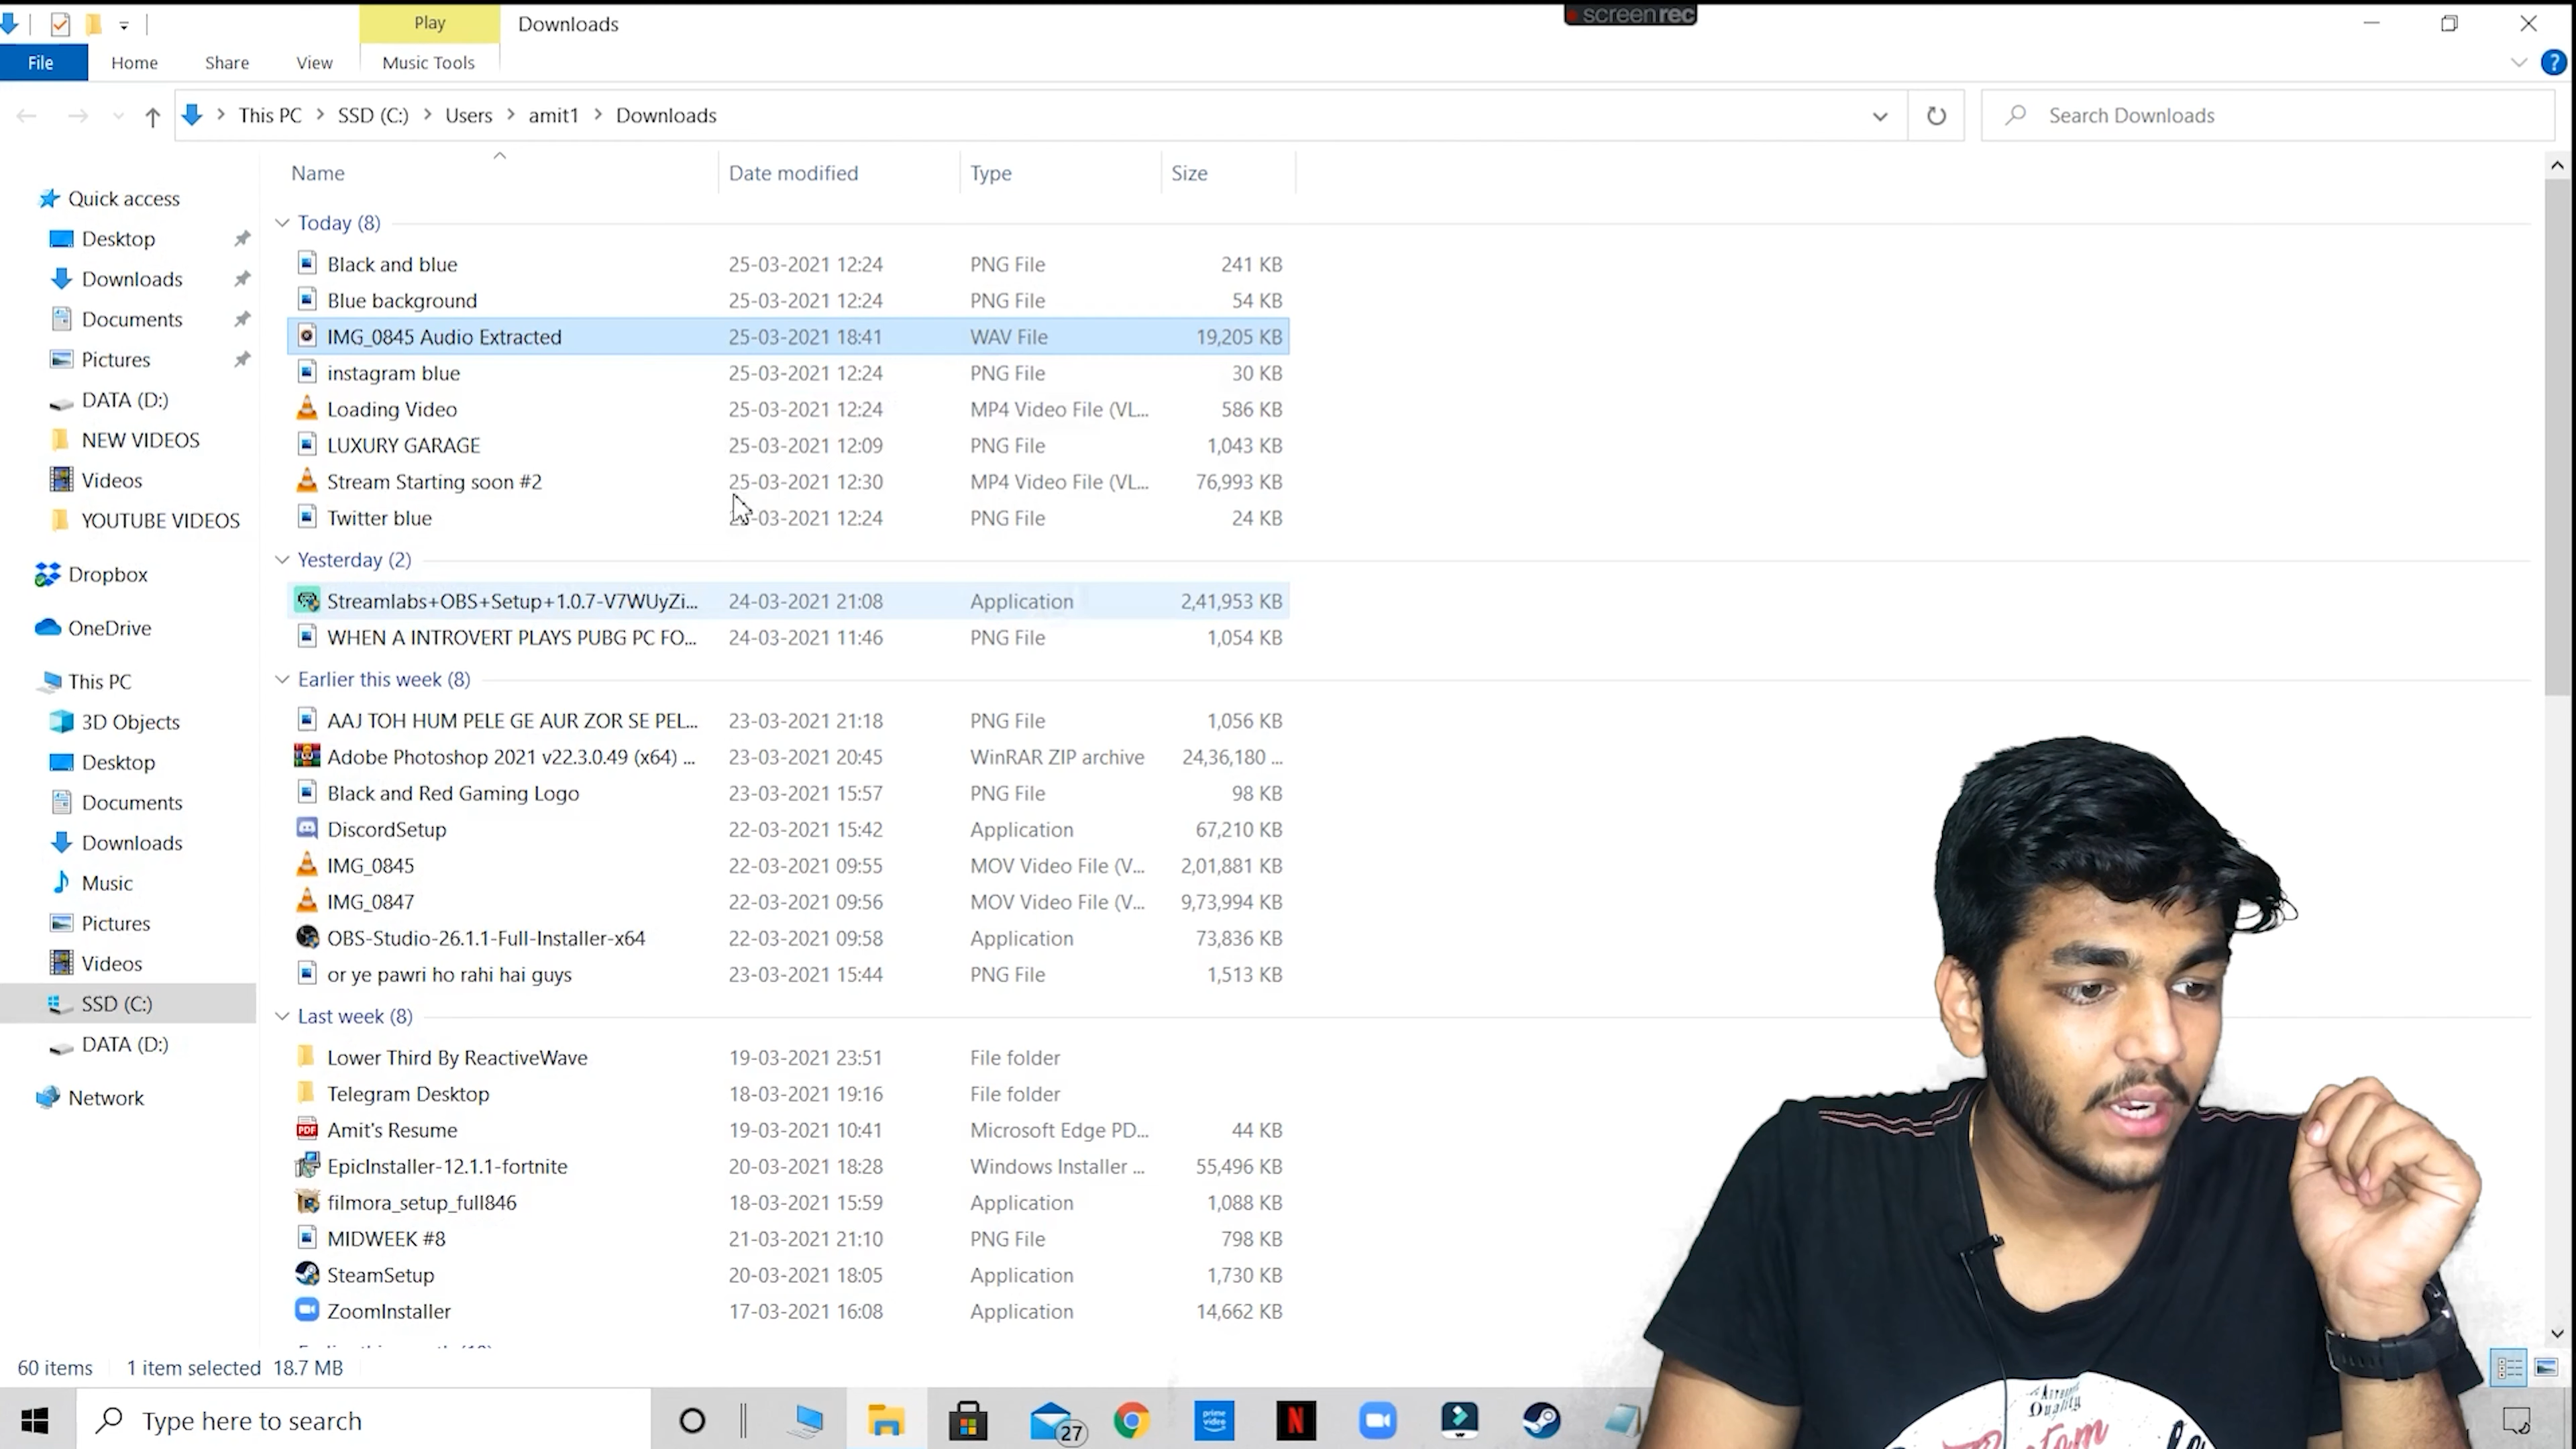 Play
Downloads
screenrec
File
Home
Share
View
Music Tools
This PC > SSD (C:) > Users > amit1 > Downloads
Search Downloads
Name
Date modified
Type
Size
Quick access
Desktop
Downloads
Documents
Pictures
DATA (D:)
NEW VIDEOS
Videos
YOUTUBE VIDEOS
Dropbox
OneDrive
This PC
3D Objects
Desktop
Documents
Downloads
Music
Pictures
Videos
SSD (C:)
DATA (D:)
Network
Today (8)
Black and blue 25-03-2021 12:24 PNG File 241 KB
Blue background 25-03-2021 12:24 PNG File 54 KB
IMG_0845 Audio Extracted 25-03-2021 18:41 WAV File 19,205 KB
instagram blue 25-03-2021 12:24 PNG File 30 KB
Loading Video 25-03-2021 12:24 MP4 Video File (VL... 586 KB
LUXURY GARAGE 25-03-2021 12:09 PNG File 1,043 KB
Stream Starting soon #2 25-03-2021 12:30 MP4 Video File (VL... 76,993 KB
Twitter blue 12:24 PNG File 24 KB
Yesterday (2)
Streamlabs+OBS+Setup+1.0.7-V7WUyZi... 24-03-2021 21:08 Application 2,41,953 KB
WHEN A INTROVERT PLAYS PUBG PC FO... 24-03-2021 11:46 PNG File 1,054 KB
Earlier this week (8)
AAJ TOH HUM PELE GE AUR ZOR SE PEL... 23-03-2021 21:18 PNG File 1,056 KB
Adobe Photoshop 2021 v22.3.0.49 (x64) ... 23-03-2021 20:45 WinRAR ZIP archive 24,36,180 ...
Black and Red Gaming Logo 23-03-2021 15:57 PNG File 98 KB
DiscordSetup 22-03-2021 15:42 Application 67,210 KB
IMG_0845 22-03-2021 09:55 MOV Video File (V... 2,01,881 KB
IMG_0847 22-03-2021 09:56 MOV Video File (V... 9,73,994 KB
OBS-Studio-26.1.1-Full-Installer-x64 22-03-2021 09:58 Application 73,836 KB
or ye pawri ho rahi hai guys 23-03-2021 15:44 PNG File 1,513 KB
Last week (8)
Lower Third By ReactiveWave 19-03-2021 23:51 File folder
Telegram Desktop 18-03-2021 19:16 File folder
Amit's Resume 19-03-2021 10:41 Microsoft Edge PD... 44 KB
EpicInstaller-12.1.1-fortnite 20-03-2021 18:28 Windows Installer ... 55,496 KB
filmora_setup_full846 18-03-2021 15:59 Application 1,088 KB
MIDWEEK #8 21-03-2021 21:10 PNG File 798 KB
SteamSetup 20-03-2021 18:05 Application 1,730 KB
ZoomInstaller 17-03-2021 16:08 Application 14,662 KB
60 items 1 item selected 18.7 MB
Type here to search
27
prime video
N
PDF
Quality